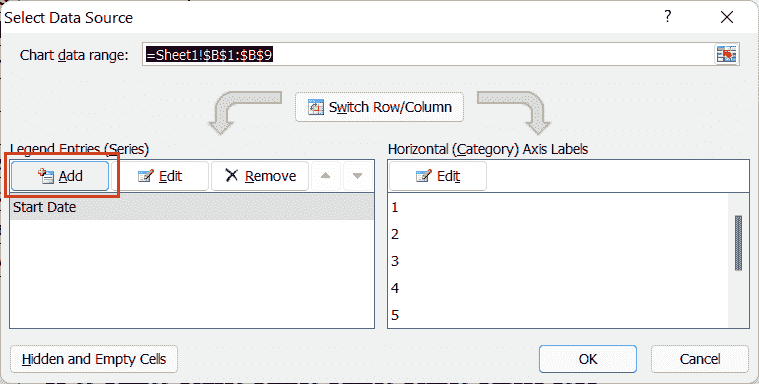 Select Data Source ? ×
Chart data range: =Sheet1!$B$1:$B$9
Switch Row/Column
Legend Entries (Series)
Add Edit Remove
Start Date
Horizontal (Category) Axis Labels
Edit
1
2
3
4
5
Hidden and Empty Cells
OK Cancel